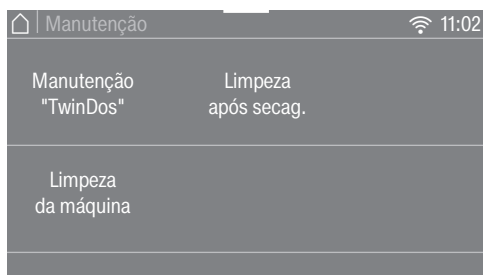 Manutenção 11:02
Manutenção Limpeza
"TwinDos" após secag.
Limpeza
da máquina